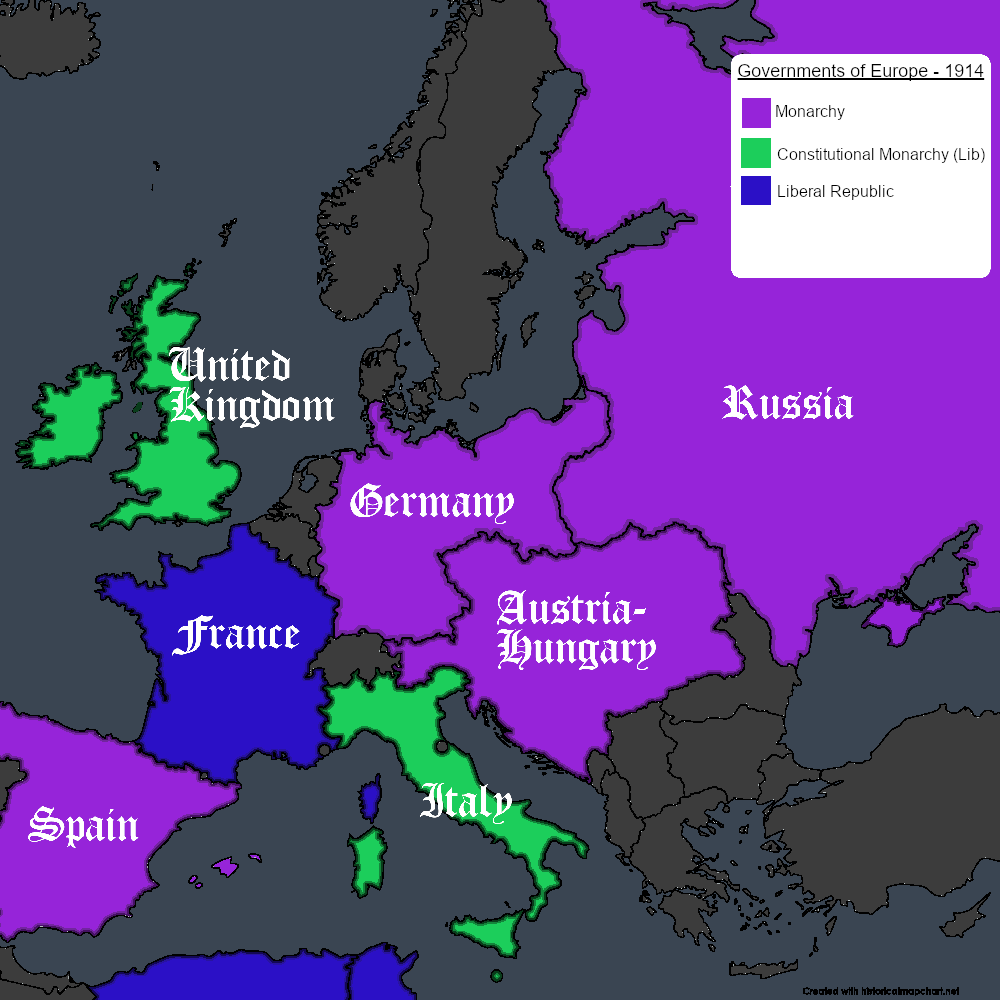 Governments of Europe - 1914
Monarchy
Constitutional Monarchy (Lib)
Liberal Republic
United
Kingdom
Russia
Germany
Austria-
Hungary
France
Italy
Spain
Created with historicalmapchart.net